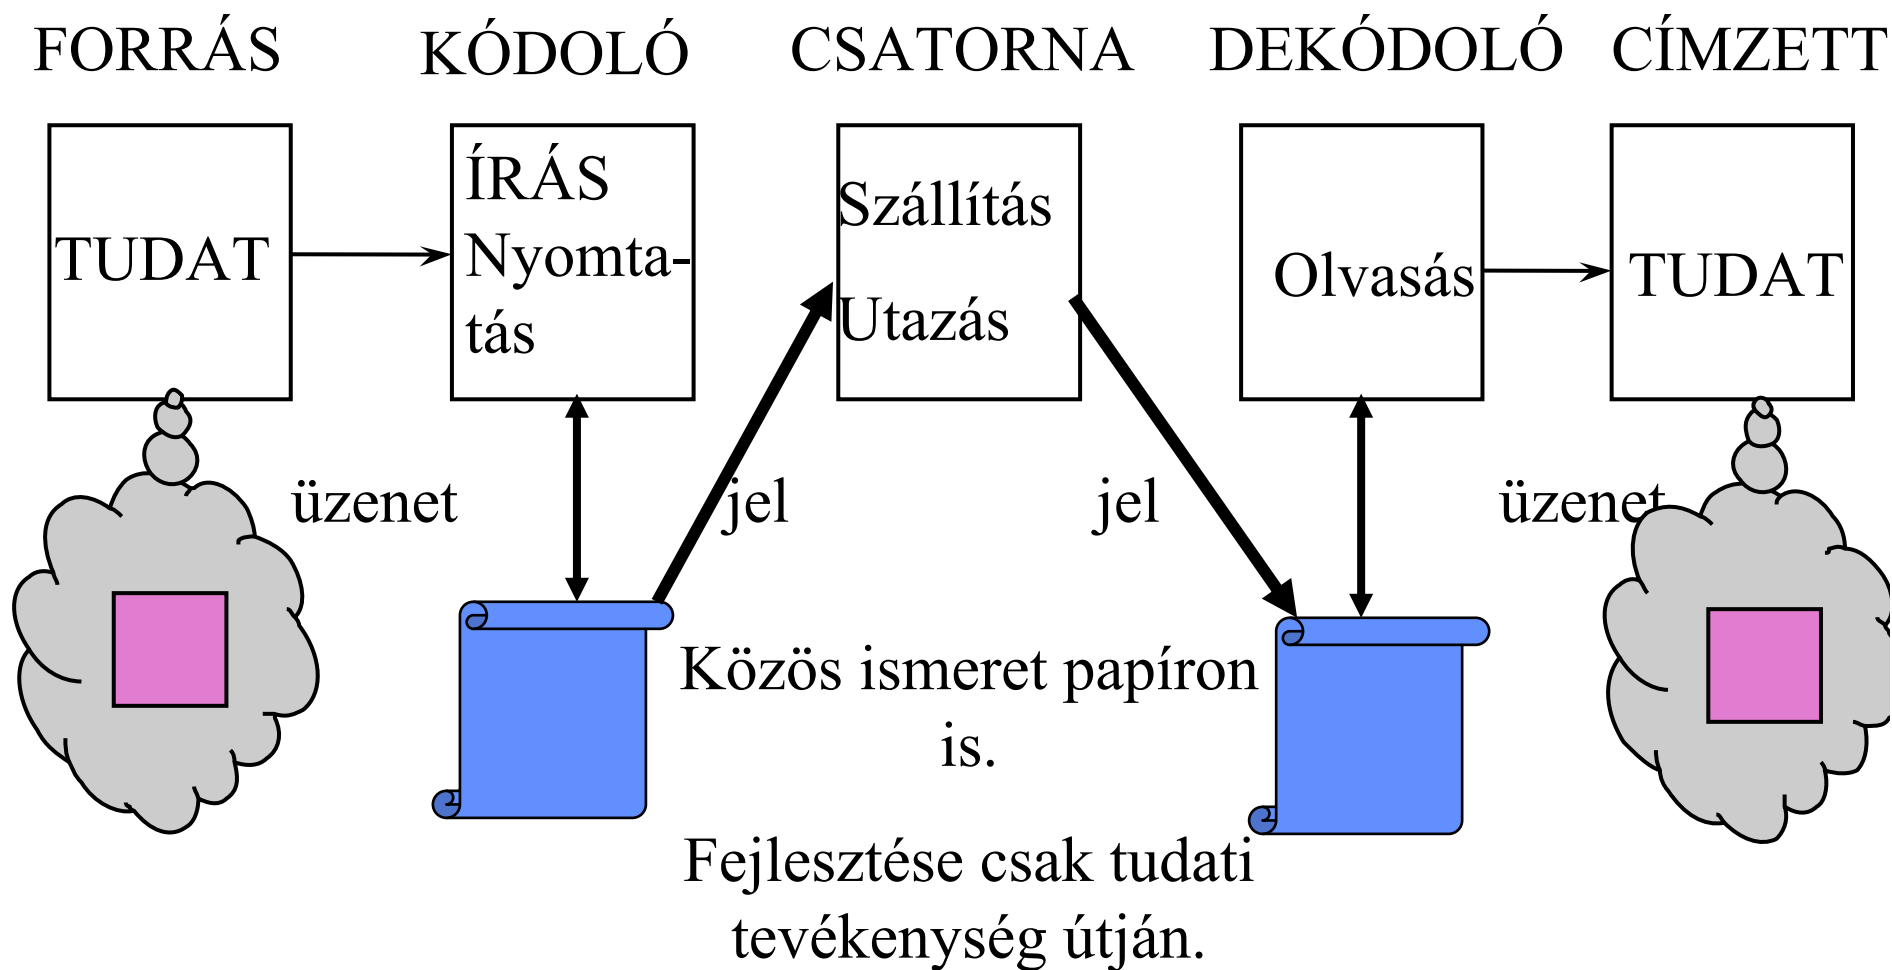 FORRÁS
KÓDOLÓ
CSATORNA
DEKÓDOLÓ
CÍMZETT
TUDAT
ÍRÁS
Nyomta-
tás
Szállítás
Utazás
Olvasás
TUDAT
üzenet
jel
jel
üzenet
Közös ismeret papíron
is.
Fejlesztése csak tudati
tevékenység útján.